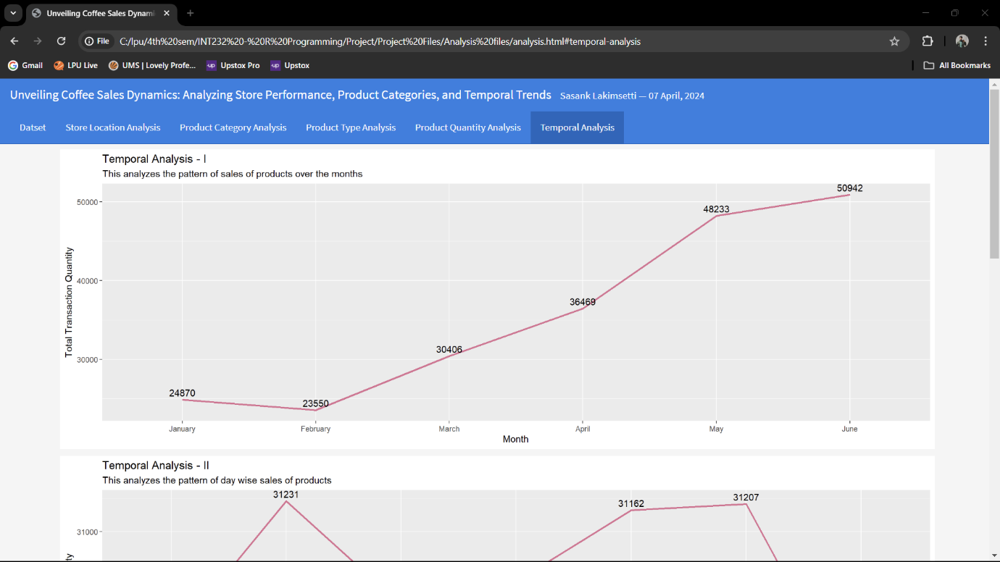 Unveiling Coffee Sales Dynami
File C:/lpu/4th%20sem/INT232%20-%20R%20Programming/Project/Project%20Files/Analysis%20files/analysis.html#temporal-analysis
Gmail LPU Live UMS | Lovely Profe... up Upstox Pro up Upstox All Bookmarks
Unveiling Coffee Sales Dynamics: Analyzing Store Performance, Product Categories, and Temporal Trends Sasank Lakimsetti — 07 April, 2024
Datset Store Location Analysis Product Category Analysis Product Type Analysis Product Quantity Analysis Temporal Analysis
Temporal Analysis - I
This analyzes the pattern of sales of products over the months
50942
50000
48233
Total Transaction Quantity
40000
36469
30406
30000
24870
23550
January February March April May June
Month
Temporal Analysis - II
This analyzes the pattern of day wise sales of products
31231 31162 31207
31000